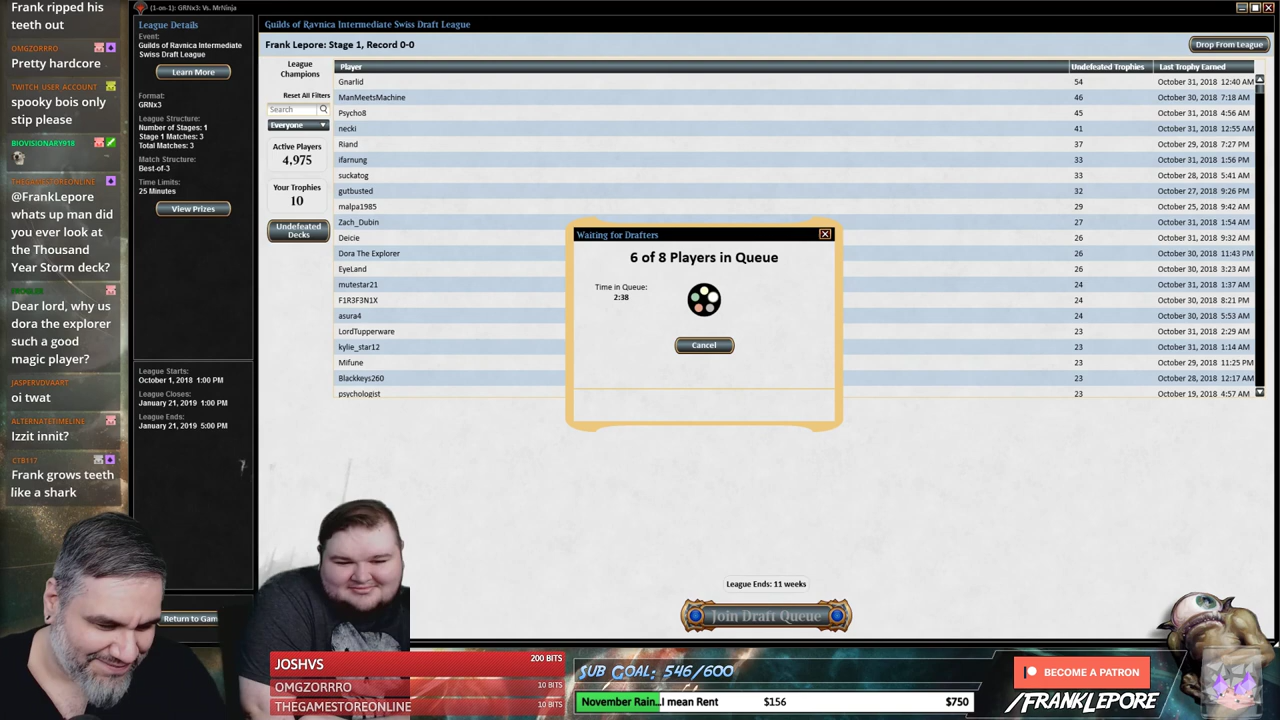 Frank ripped his
teeth out
OMGZORRRO
Pretty hardcore
TWITCH_USER_ACCOUNT
spooky bois only
stip please
BIOVISIONARY918
THEGAMESTOREONLINE
@FrankLepore
whats up man did
you ever look at
the Thousand
Year Storm deck?
Dear lord, why us
dora the explorer
such a good
magic player?
JASPERVDVAART
oi twat
ALTERNATETIMELINE
Izzit innit?
C1B117
Frank grows teeth
like a shark
(1-on-1): GRNx3: Vs. MrNinja
League Details
Event:
Guilds of Ravnica Intermediate
Swiss Draft League
Learn More
Format:
GRNx3
League Structure:
Number of Stages: 1
Stage 1 Matches: 3
Total Matches: 3
Match Structure:
Best-of-3
Time Limits:
25 Minutes
View Prizes
League Starts:
October 1, 2018 1:00 PM
League Closes:
January 21, 2019 1:00 PM
League Ends:
January 21, 2019 5:00 PM
Return to Gam
Guilds of Ravnica Intermediate Swiss Draft League
Frank Lepore: Stage 1, Record 0-0
Drop From League
League
Champions
Reset All Filters
Search
Everyone
Active Players
4,975
Your Trophies
10
Undefeated
Decks
Player Undefeated Trophies Last Trophy Earned
Gnarlid 54 October 31, 2018 12:40 AM
ManMeetsMachine 46 October 30, 2018 7:18 AM
Psycho8 45 October 31, 2018 4:56 AM
necki 41 October 31, 2018 12:55 AM
Riand 37 October 29, 2018 7:27 PM
ifarnung 33 October 31, 2018 1:56 PM
suckatog 33 October 28, 2018 5:41 AM
gutbusted 32 October 27, 2018 9:26 PM
malpa1985 29 October 25, 2018 9:42 AM
Zach_Dubin 27 October 31, 2018 1:54 AM
Deicie 26 October 31, 2018 9:32 AM
Dora The Explorer 26 October 30, 2018 11:43 PM
EyeLand 26 October 30, 2018 3:23 AM
mutestar21 24 October 31, 2018 1:37 AM
F1R3F3N1X 24 October 30, 2018 8:21 PM
asura4 24 October 30, 2018 5:53 AM
LordTupperware 23 October 31, 2018 2:29 AM
kylie_star12 23 October 31, 2018 1:14 AM
Mifune 23 October 29, 2018 11:25 PM
Blackkeys260 23 October 28, 2018 12:17 AM
psychologist 23 October 19, 2018 4:57 AM
Waiting for Drafters
6 of 8 Players in Queue
Time in Queue:
2:38
Cancel
League Ends: 11 weeks
Join Draft Queue
JOSHVS 200 BITS
OMGZORRRO 10 BITS
THEGAMESTOREONLINE 10 BITS
SUB GOAL: 546/600
November Rain...I mean Rent $156 $750
BECOME A PATRON
/FRANKLEPORE